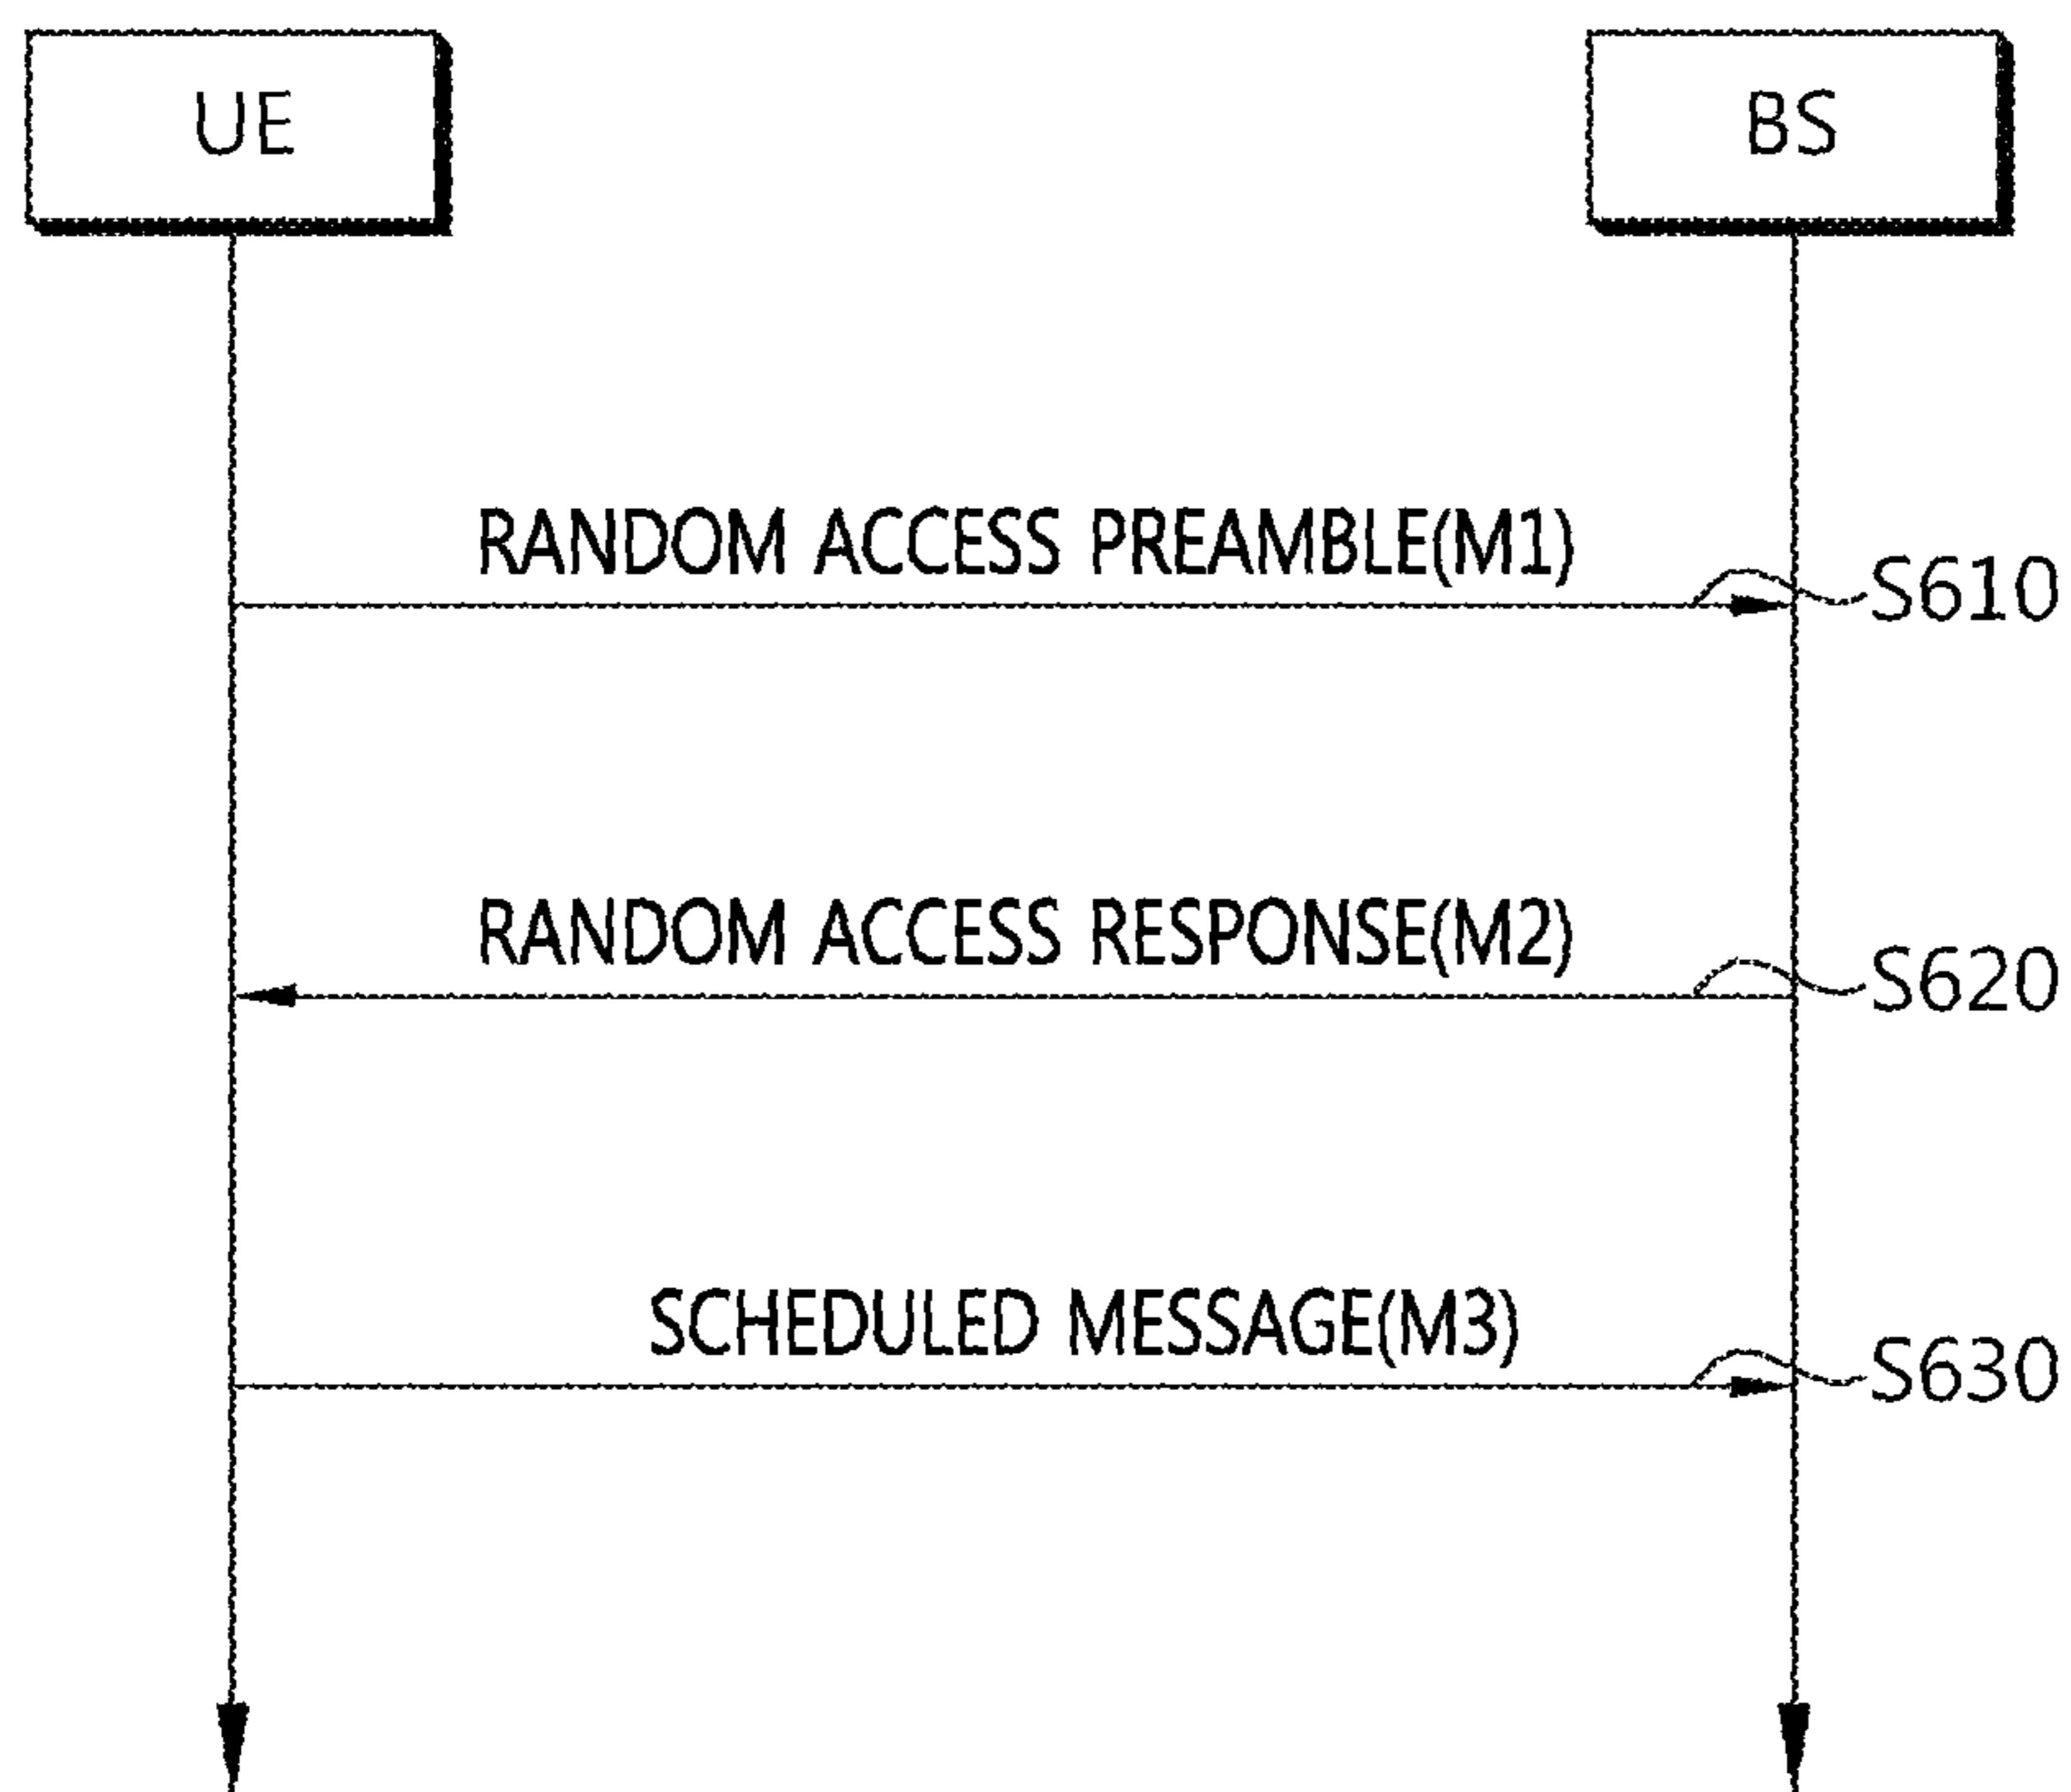 UE
BS
RANDOM ACCESS PREAMBLE(M1)
S610
RANDOM ACCESS RESPONSE(M2)
S620
SCHEDULED MESSAGE(M3)
S630